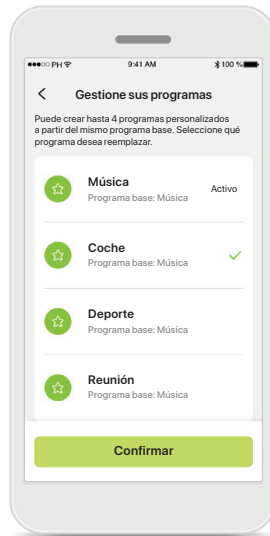 PH 9:41 AM 100 %
Gestione sus programas
Puede crear hasta 4 programas personalizados
a partir del mismo programa base. Seleccione qué
programa desea reemplazar.
Música
Activo
Programa base: Música
Coche
Programa base: Música
Deporte
Programa base: Música
Reunión
Programa base: Música
Confirmar